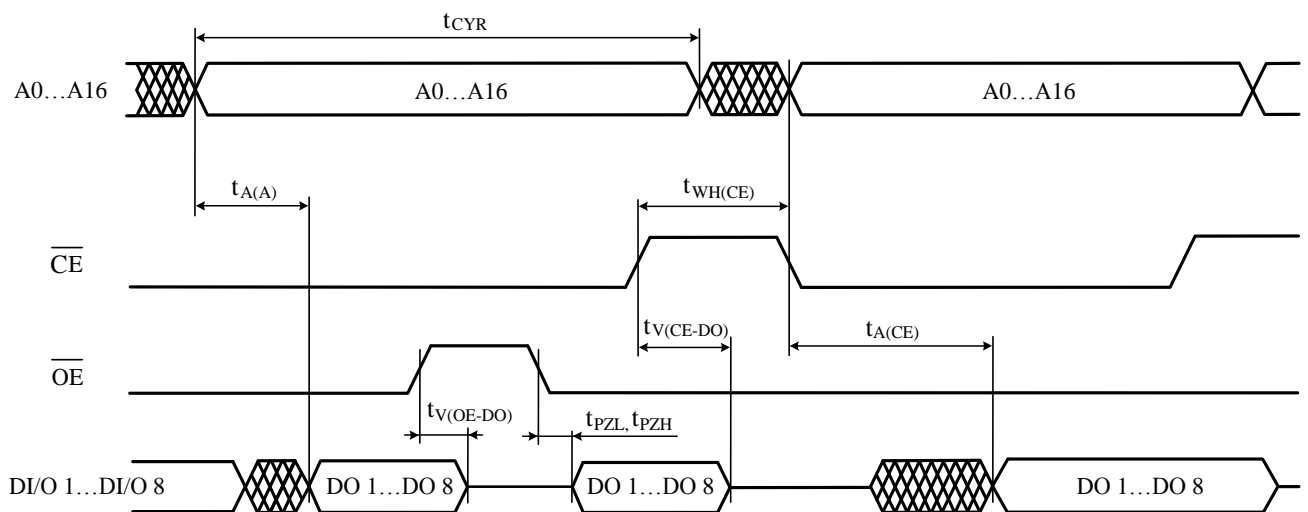 tCYR
A0…A16
A0…A16
A0…A16
tA(A)
tWH(CE)
CE
tV(CE-DO)
tA(CE)
OE
tV(OE-DO)
tPZL, tPZH
DI/O 1…DI/O 8
DO 1…DO 8
DO 1…DO 8
DO 1…DO 8